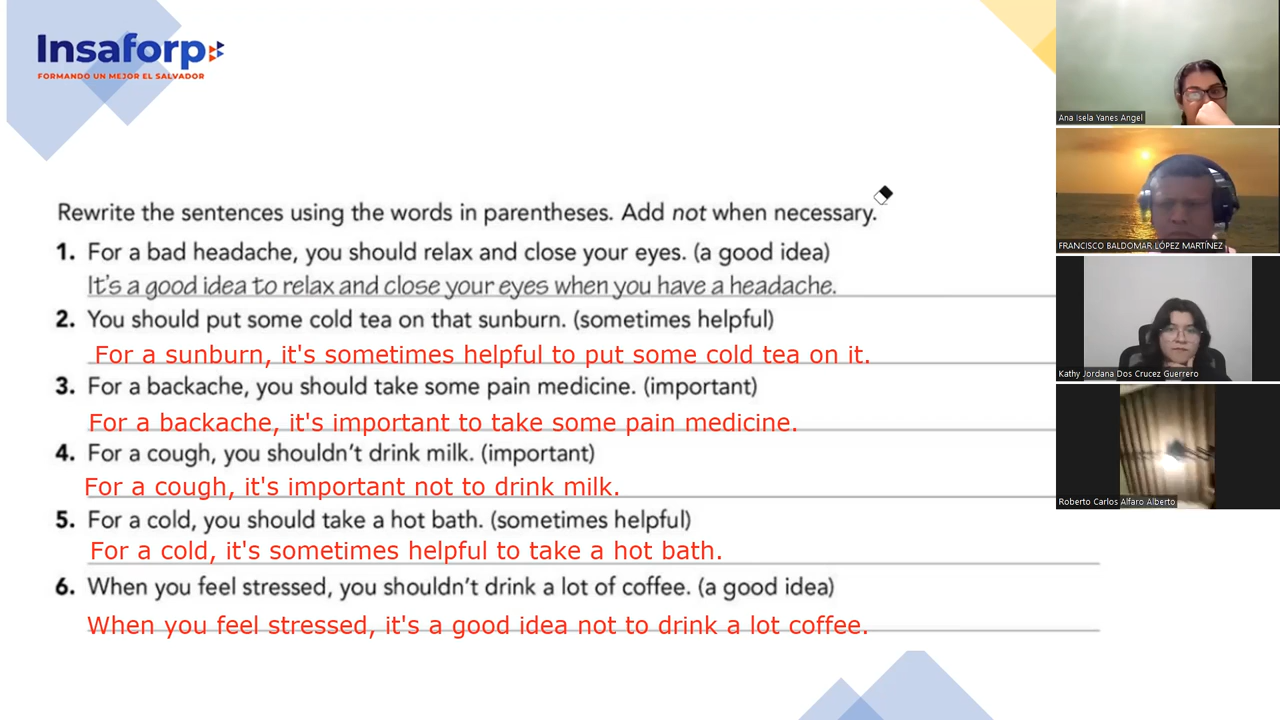 Insaforp
FORMANDO UN MEJOR EL SALVADOR
Rewrite the sentences using the words in parentheses. Add not when necessary.
1. For a bad headache, you should relax and close your eyes. (a good idea)
It's a good idea to relax and close your eyes when you have a headache.
2. You should put some cold tea on that sunburn. (sometimes helpful)
For a sunburn, it's sometimes helpful to put some cold tea on it.
3. For a backache, you should take some pain medicine. (important)
For a backache, it's important to take some pain medicine.
4. For a cough, you shouldn't drink milk. (important)
For a cough, it's important not to drink milk.
5. For a cold, you should take a hot bath. (sometimes helpful)
For a cold, it's sometimes helpful to take a hot bath.
6. When you feel stressed, you shouldn't drink a lot of coffee. (a good idea)
When you feel stressed, it's a good idea not to drink a lot coffee.
Ana Isela Yanes Angel
FRANCISCO BALDOMAR LÓPEZ MARTÍNEZ
Kathy Jordana Dos Crucez Guerrero
Roberto Carlos Alfaro Alberto